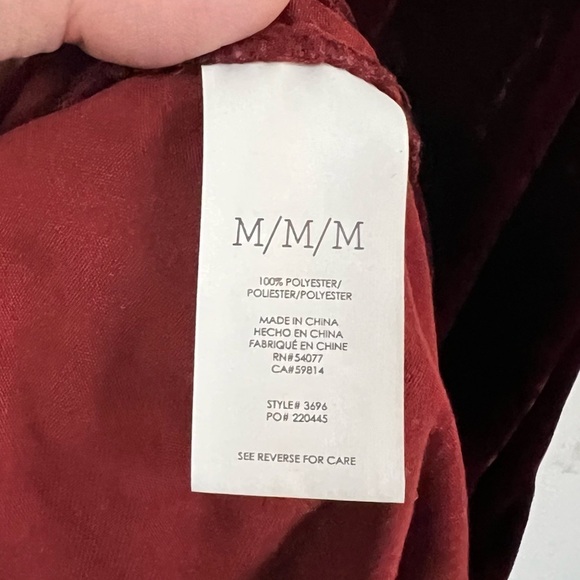 M/M/M
100% POLYESTER/
POLIESTER/POLYESTER
MADE IN CHINA
HECHO EN CHINA
FABRIQUÉ EN CHINE
RN#54077
CA#59814
STYLE# 3696
PO# 220445
SEE REVERSE FOR CARE